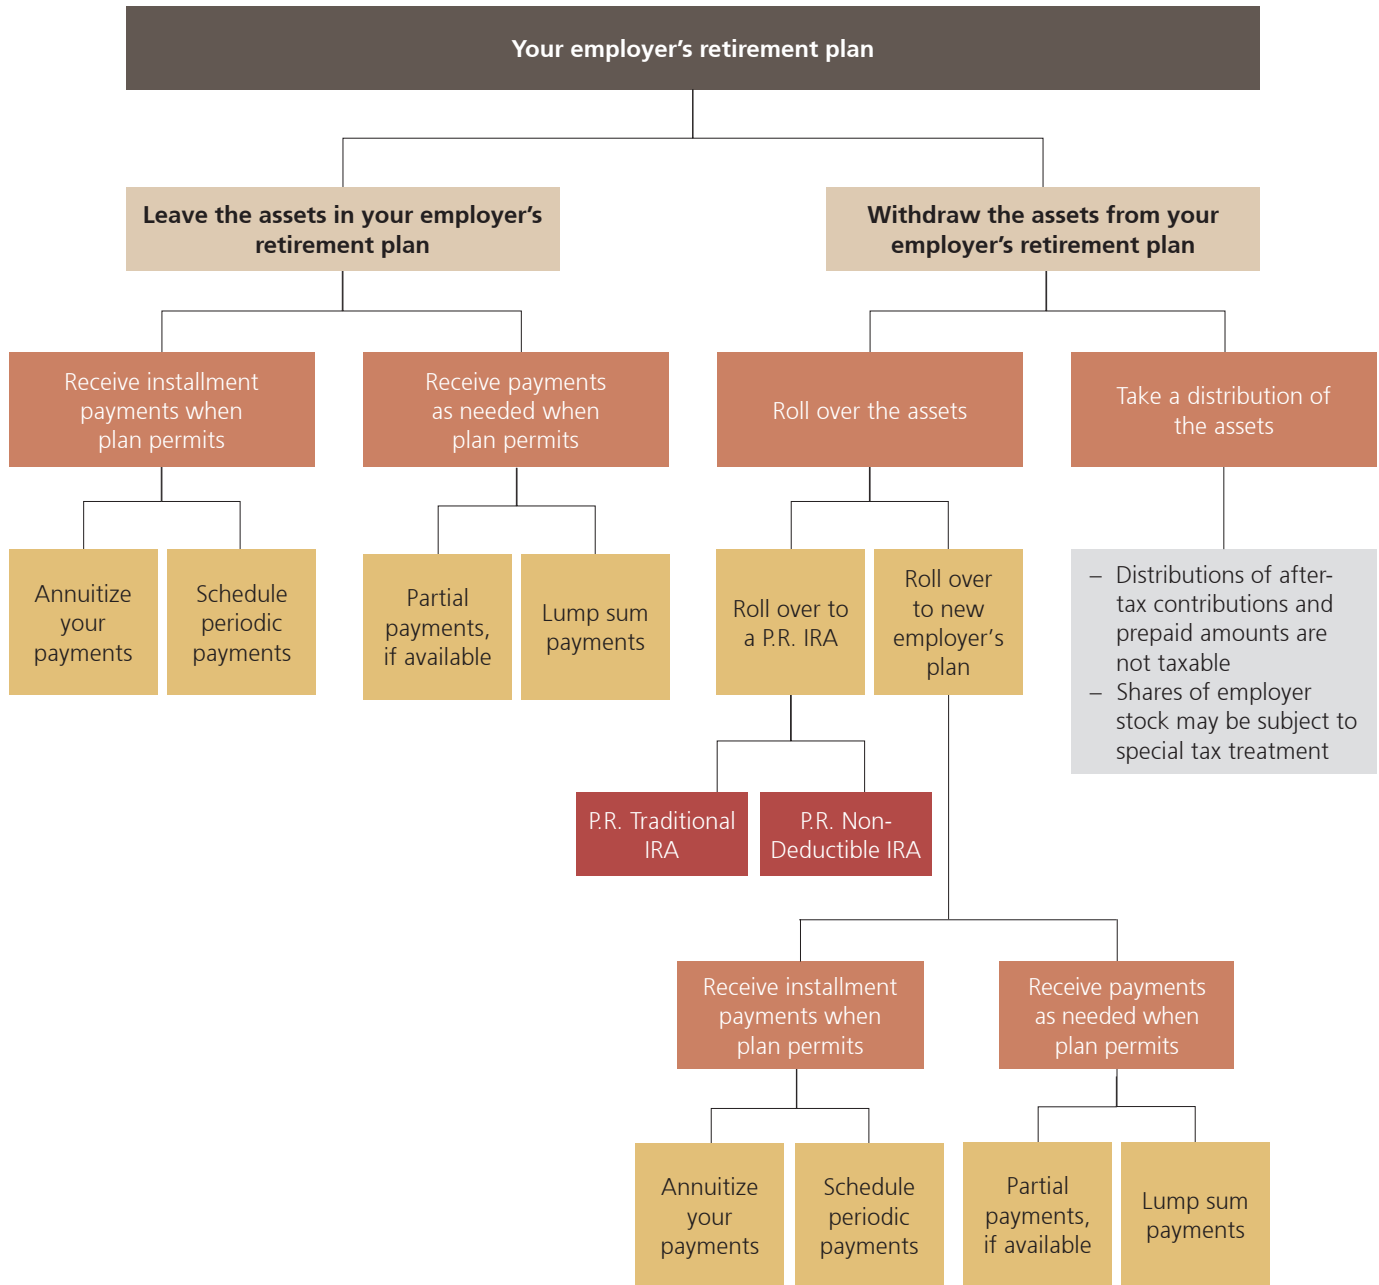 Your employer’s retirement plan
Leave the assets in your employer’s
retirement plan
Withdraw the assets from your
employer’s retirement plan
Receive installment
payments when
plan permits
Receive payments
as needed when
plan permits
Roll over the assets
Take a distribution of
the assets
Annuitize
your
payments
Schedule
periodic
payments
Partial
payments,
if available
Lump sum
payments
Roll over to
a P.R. IRA
Roll over
to new
employer’s
plan
– Distributions of after-
tax contributions and
prepaid amounts are
not taxable
– Shares of employer
stock may be subject to
special tax treatment
P.R. Traditional
IRA
P.R. Non-
Deductible IRA
Receive installment
payments when
plan permits
Receive payments
as needed when
plan permits
Annuitize
your
payments
Schedule
periodic
payments
Partial
payments,
if available
Lump sum
payments